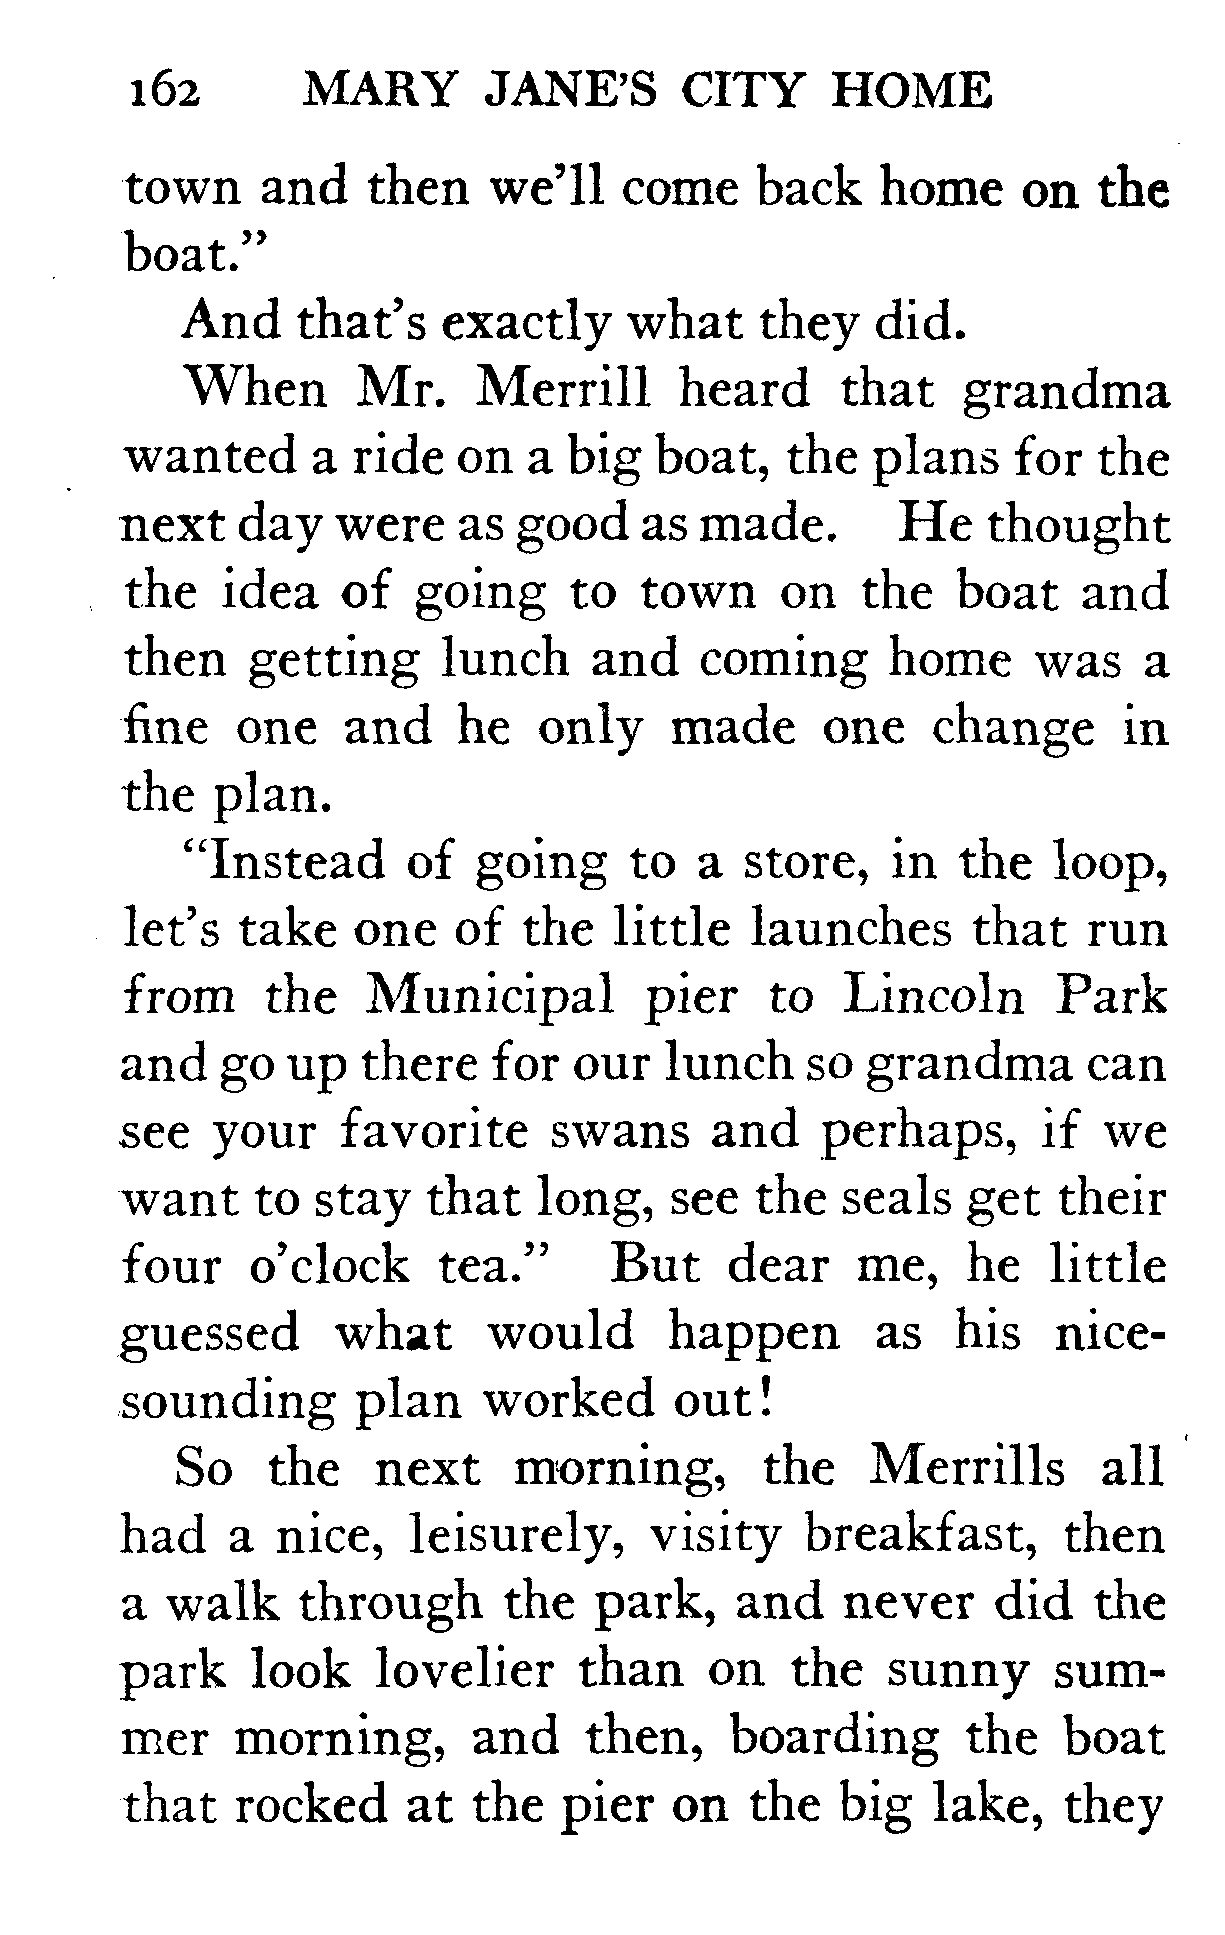 162 MARY JANE'S CITY HOME
town and then we'll come back home on the
boat."
And that's exactly what they did.
When Mr. Merrill heard that grandma
wanted a ride on a big boat, the plans for the
next day were as good as made. He thought
the idea of going to town on the boat and
then getting lunch and coming home was a
fine one and he only made one change in
the plan.
"Instead of going to a store, in the loop,
let's take one of the little launches that run
from the Municipal pier to Lincoln Park
and go up there for our lunch so grandma can
see your favorite swans and perhaps, if we
want to stay that long, see the seals get their
four o'clock tea." But dear me, he little
guessed what would happen as his nice-
sounding plan worked out!
So the next morning, the Merrills all
had a nice, leisurely, visity breakfast, then
a walk through the park, and never did the
park look lovelier than on the sunny sum-
mer morning, and then, boarding the boat
that rocked at the pier on the big lake, they